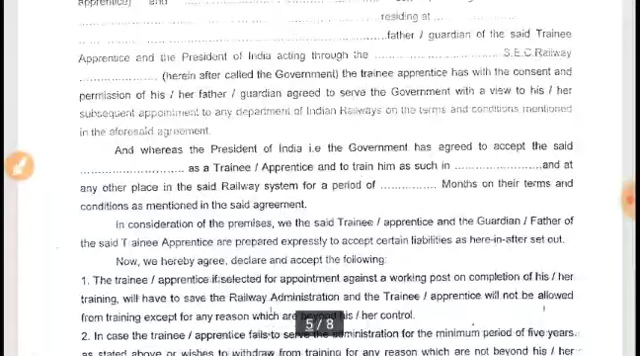 Apprentice) and
residing at ...
father / guardian of the said Trainee
Apprentice and the President of India acting through the ........................... S.E.C.Railway
..................... (herein after called the Government) the trainee apprentice has with the consent and
permission of his / her father / guardian agreed to serve the Government with a view to his / her
subsequent appointment to any department of Indian Railways on the terms and conditions mentioned
in the aforesaid agreement.
And whereas the President of India i.e the Government has agreed to accept the said
........................... as a Trainee / Apprentice and to train him as such in ......................and at
any other place in the said Railway system for a period of .............. Months on their terms and
conditions as mentioned in the said agreement.
In consideration of the premises, we the said Trainee / apprentice and the Guardian / Father of
the said T ainee Apprentice are prepared expressly to accept certain liabilities as here-in-after set out.
Now, we hereby agree, declare and accept the following:
1. The trainee / apprentice if selected for appointment against a working post on completion of his / her
training, will have to save the Railway Administration and the Trainee / apprentice will not be allowed
from training except for any reason which are beyond his / her control.
5 / 8
2. In case the trainee / apprentice fails to serve the administration for the minimum period of five years
as stated above or wishes to withdraw from training for any reason which are not beyond his / her